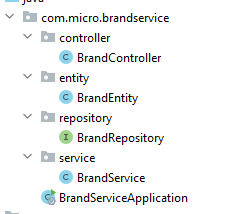 com.micro.brandservice
controller
BrandController
entity
BrandEntity
repository
BrandRepository
service
BrandService
BrandServiceApplication